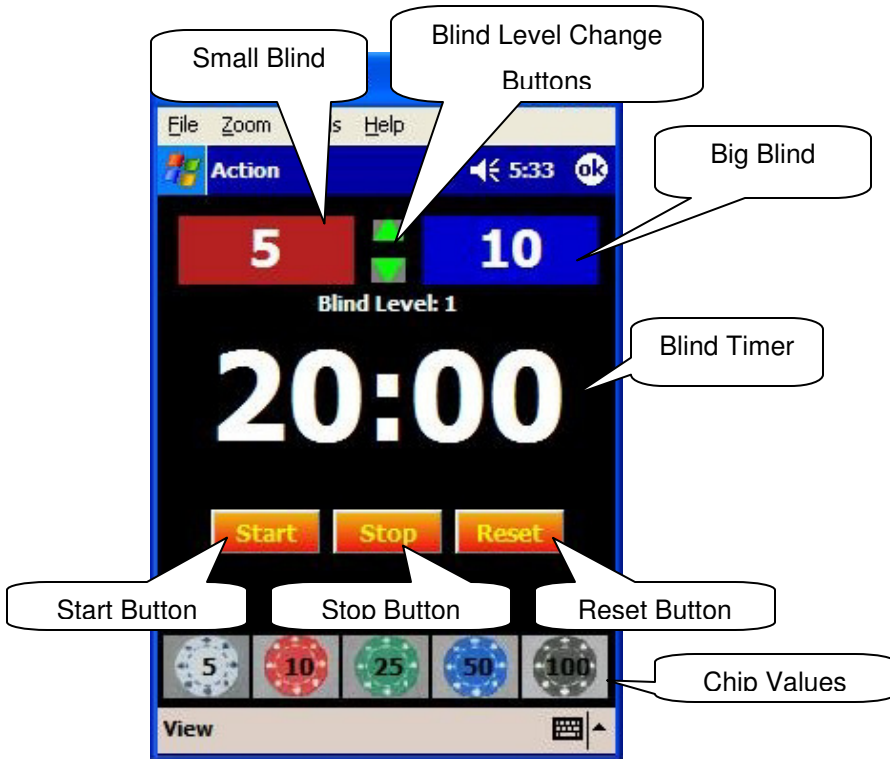 Small Blind
Blind Level Change
Buttons
File Zoom s Help
Big Blind
Action 5:33 ok
5 10
Blind Level: 1
Blind Timer
20:00
Start Stop Reset
Start Button Stop Button Reset Button
5 10 25 50 100
Chip Values
View